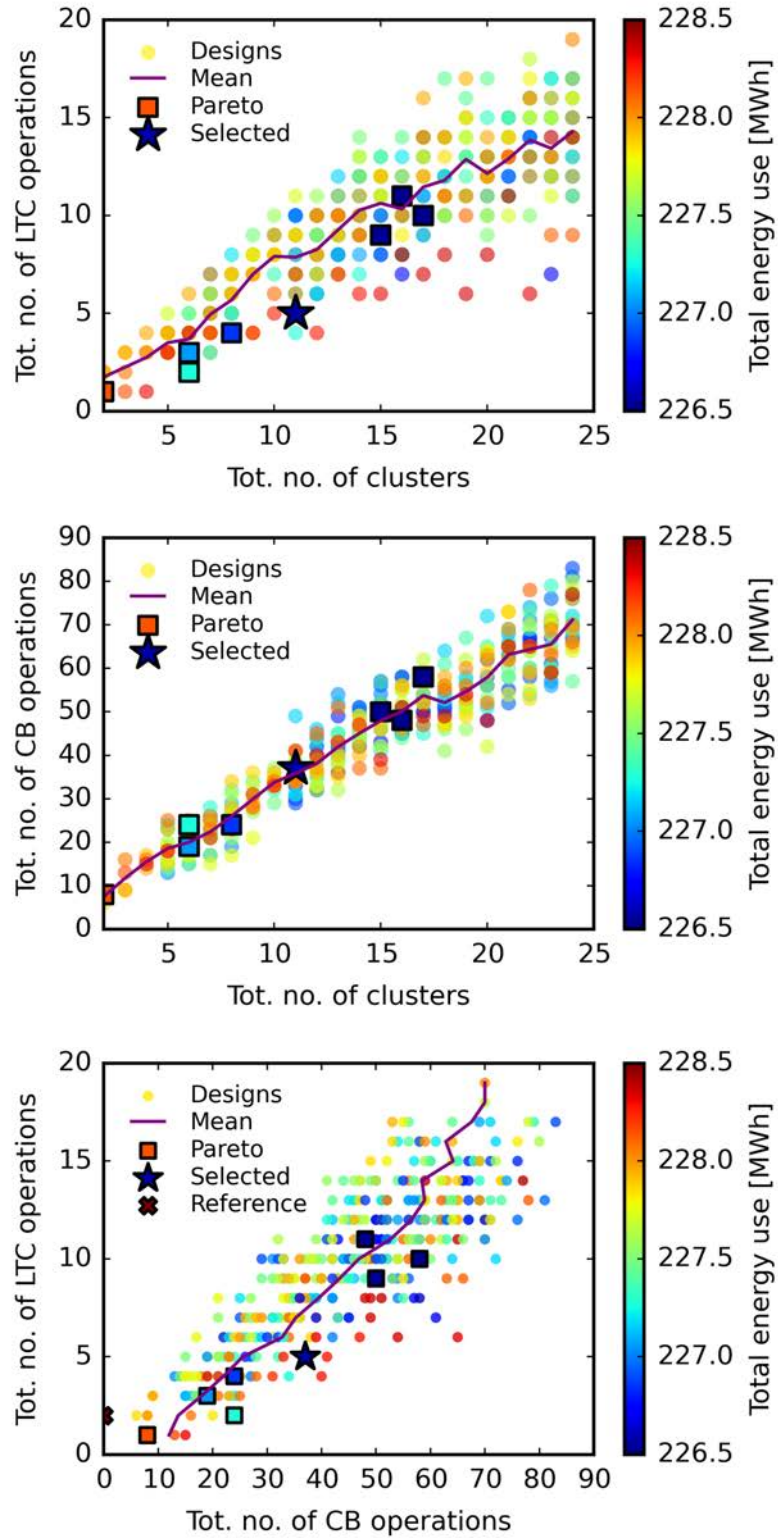 20
15
10
5
0
Tot. no. of LTC operations
Designs
Mean
Pareto
Selected
5 10 15 20 25
Tot. no. of clusters
228.5
228.0
227.5
227.0
226.5
Total energy use [MWh]
90
80
70
60
50
40
30
20
10
0
Tot. no. of CB operations
Designs
Mean
Pareto
Selected
5 10 15 20 25
Tot. no. of clusters
228.5
228.0
227.5
227.0
226.5
Total energy use [MWh]
20
15
10
5
0
Tot. no. of LTC operations
Designs
Mean
Pareto
Selected
Reference
0 10 20 30 40 50 60 70 80 90
Tot. no. of CB operations
228.5
228.0
227.5
227.0
226.5
Total energy use [MWh]